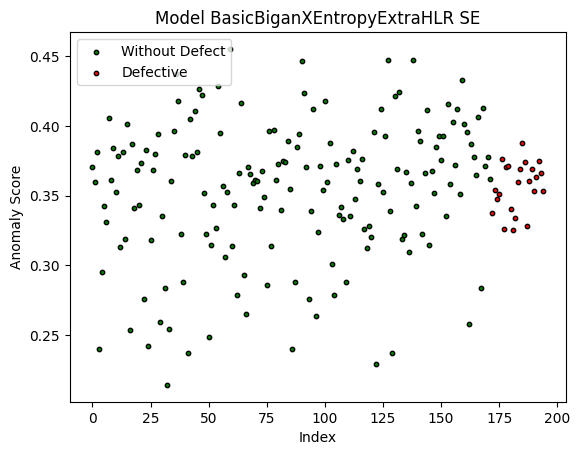 Model BasicBiganXEntropyExtraHLR SE
Without Defect
Defective
Anomaly Score
0.45
0.40
0.35
0.30
0.25
0 25 50 75 100 125 150 175 200
Index